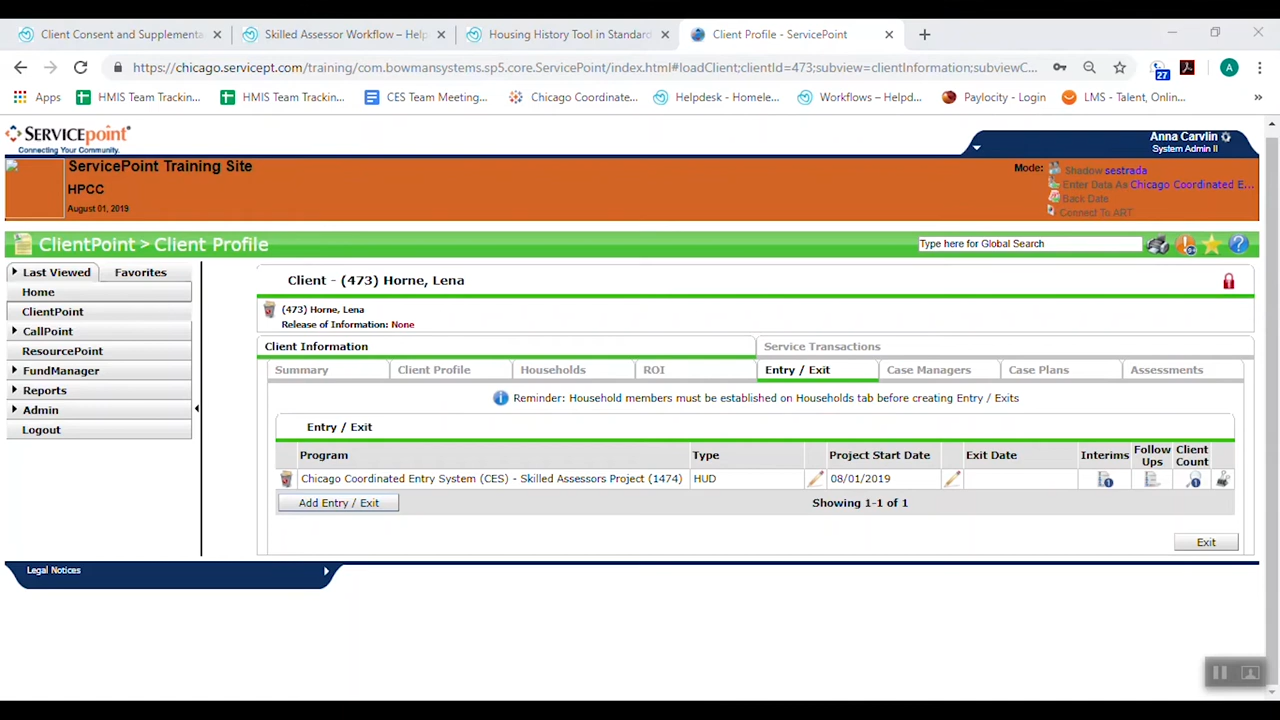 Client Consent and Supplementa
Skilled Assessor Workflow – Help
Housing History Tool in Standard
Client Profile - ServicePoint
https://chicago.servicept.com/training/com.bowmansystems.sp5.core.ServicePoint/index.html#loadClient;clientId=473;subview=clientInformation;subviewC...
27
A
Apps
HMIS Team Trackin...
HMIS Team Trackin...
CES Team Meeting...
Chicago Coordinate...
Helpdesk - Homele...
Workflows – Helpd...
Paylocity - Login
LMS - Talent, Onlin...
»
SERVICEpoint
Connecting Your Community.
Anna Carvlin
System Admin II
ServicePoint Training Site
HPCC
August 01, 2019
Mode:
Shadow sestrada
Enter Data As Chicago Coordinated E...
Back Date
Connect To ART
ClientPoint > Client Profile
Type here for Global Search
Last Viewed
Favorites
Home
ClientPoint
CallPoint
ResourcePoint
FundManager
Reports
Admin
Logout
Client - (473) Horne, Lena
(473) Horne, Lena
Release of Information: None
Client Information
Service Transactions
Summary
Client Profile
Households
ROI
Entry / Exit
Case Managers
Case Plans
Assessments
Reminder: Household members must be established on Households tab before creating Entry / Exits
Entry / Exit
Program
Type
Project Start Date
Exit Date
Interims
Follow Ups
Client Count
Chicago Coordinated Entry System (CES) - Skilled Assessors Project (1474)
HUD
08/01/2019
Add Entry / Exit
Showing 1-1 of 1
Exit
Legal Notices